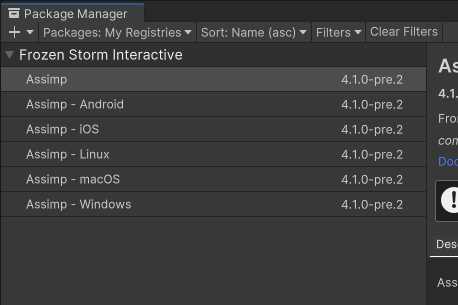 Package Manager
+ Packages: My Registries Sort: Name (asc) Filters Clear Filters
Frozen Storm Interactive
Assimp 4.1.0-pre.2
Assimp - Android 4.1.0-pre.2
Assimp - iOS 4.1.0-pre.2
Assimp - Linux 4.1.0-pre.2
Assimp - macOS 4.1.0-pre.2
Assimp - Windows 4.1.0-pre.2
As
4.1.
From
com
Doc
Des
Ass